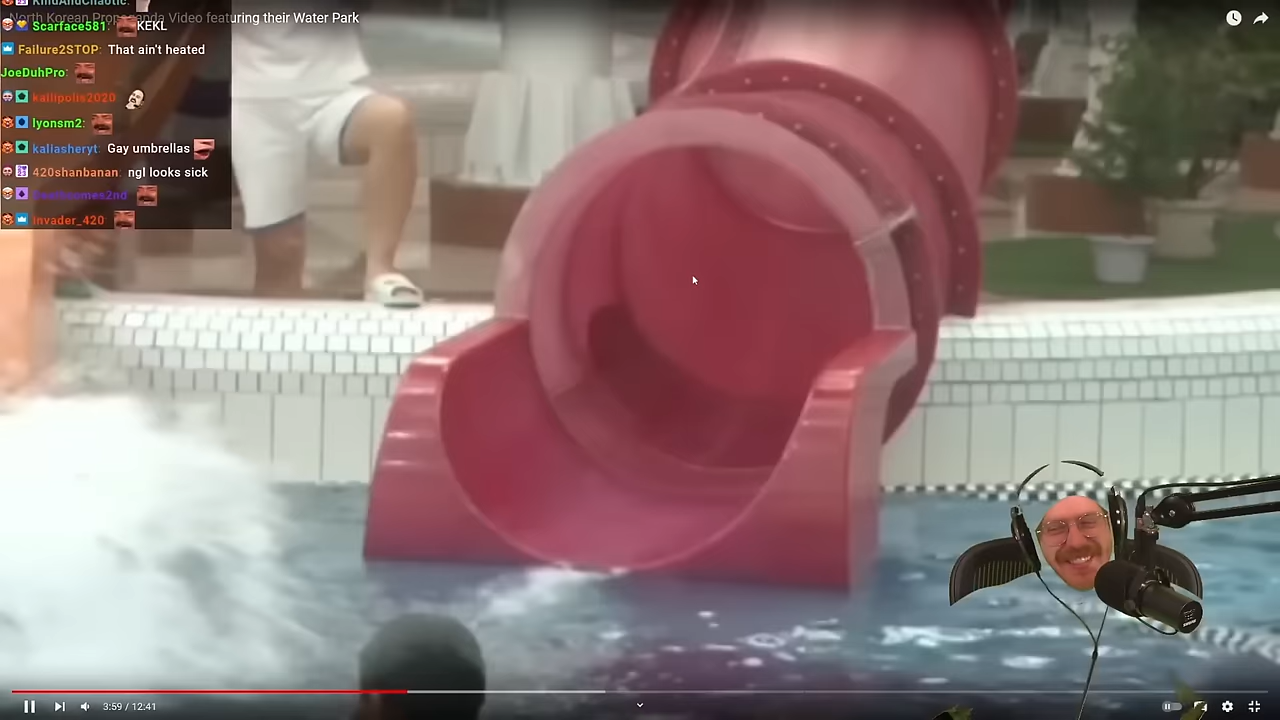 North Korean Propaganda Video featuring their Water Park
KindAndChaotic:
Scarface581: KEKL
Failure2STOP: That ain't heated
JoeDuhPro:
kallipolis2020
lyonsm2:
kaliasheryt: Gay umbrellas
420shanbanan: ngl looks sick
invader_420
3:59 / 12:41